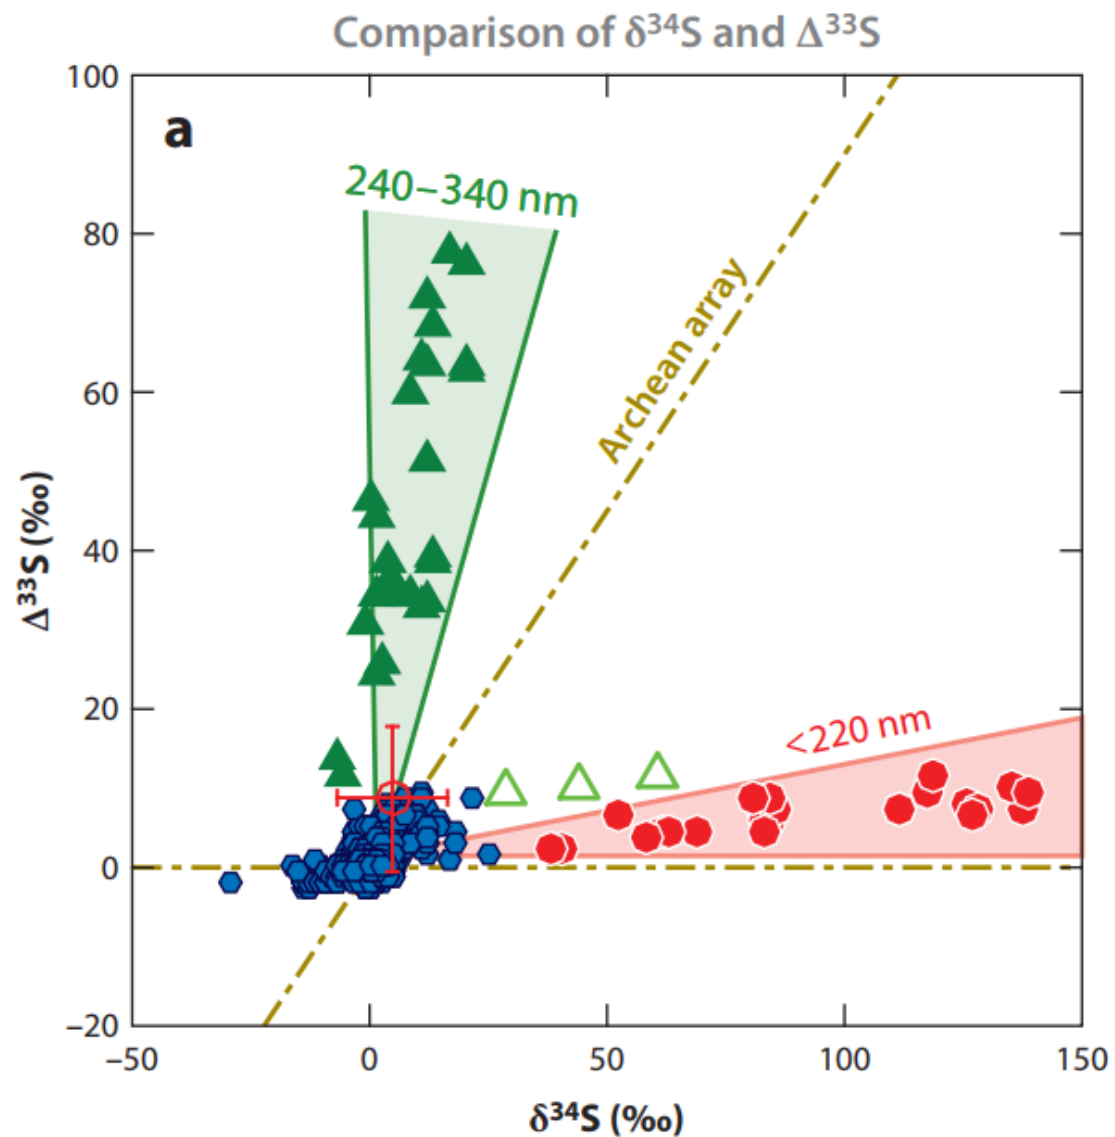 Comparison of δ³⁴S and Δ³³S
a
240–340 nm
Archean array
<220 nm
100
80
60
40
20
0
–20
Δ³³S (‰)
–50
0
50
100
150
δ³⁴S (‰)